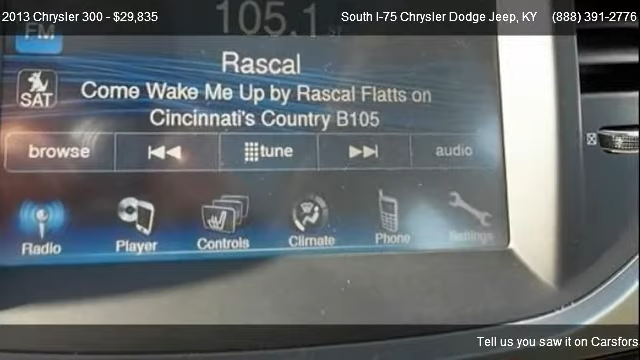 2013 Chrysler 300 - $29,835 South I-75 Chrysler Dodge Jeep, KY (888) 391-2776
FM 105.1
Rascal
SAT Come Wake Me Up by Rascal Flatts on
Cincinnati's Country B105
browse tune audio
Radio Player Controls Climate Phone Settings
Tell us you saw it on Carsfors